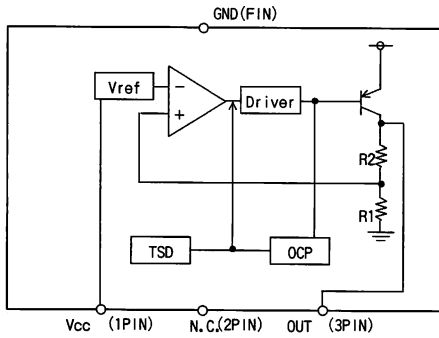 GND(FIN)
Vref
−
+
Driver
R2
R1
TSD
OCP
Vcc (1PIN)
N.C.(2PIN)
OUT (3PIN)